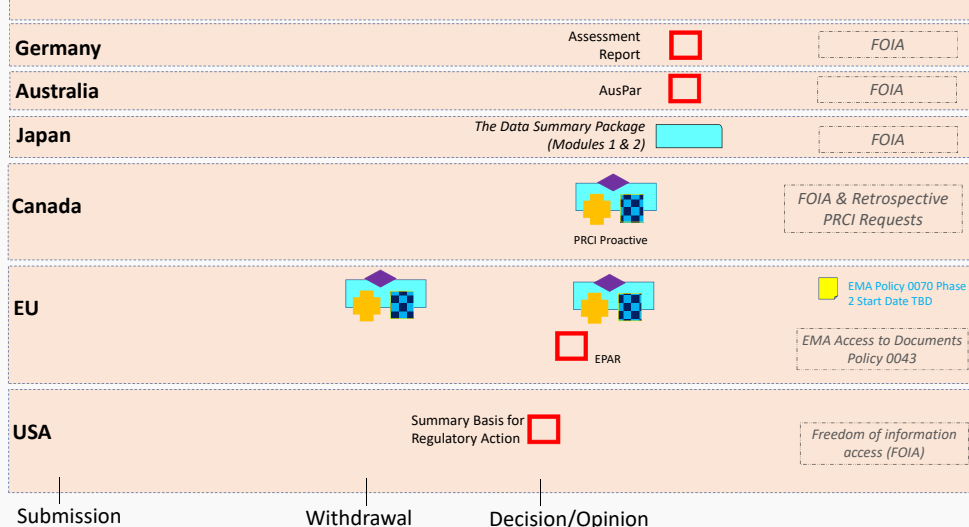 Germany
Assessment
Report
FOIA
Australia
AusPar
FOIA
Japan
The Data Summary Package
(Modules 1 & 2)
FOIA
Canada
PRCI Proactive
FOIA & Retrospective
PRCI Requests
EU
EPAR
EMA Policy 0070 Phase
2 Start Date TBD
EMA Access to Documents
Policy 0043
USA
Summary Basis for
Regulatory Action
Freedom of information
access (FOIA)
Submission
Withdrawal
Decision/Opinion